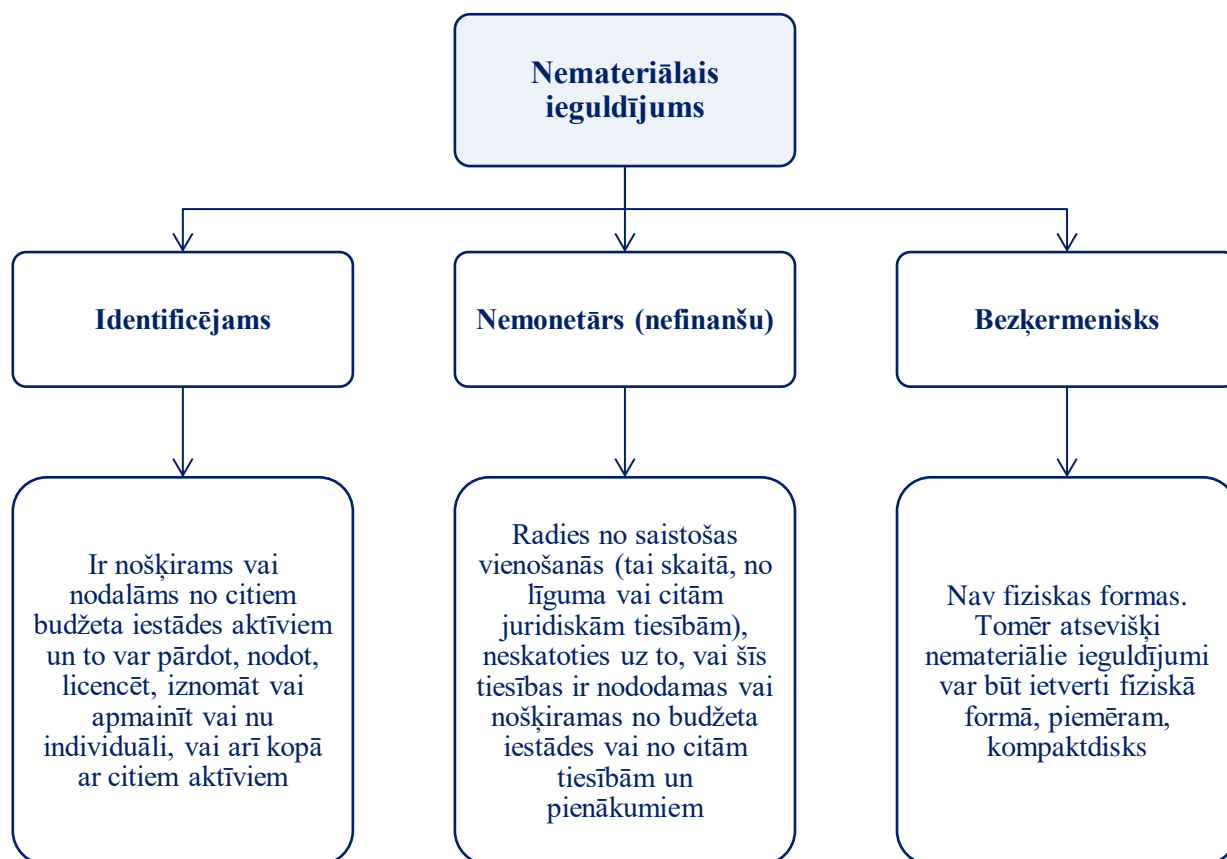 Nemateriālais
ieguldījums
Identificējams
Nemonetārs (nefinanšu)
Bezķermenisks
Ir nošķirams vai
nodalāms no citiem
budžeta iestādes aktīviem
un to var pārdot, nodot,
licencēt, iznomāt vai
apmainīt vai nu
individuāli, vai arī kopā
ar citiem aktīviem
Radies no saistošas
vienošanās (tai skaitā, no
līguma vai citām
juridiskām tiesībām),
neskatoties uz to, vai šīs
tiesības ir nododamas vai
nošķiramas no budžeta
iestādes vai no citām
tiesībām un
pienākumiem
Nav fiziskas formas.
Tomēr atsevišķi
nemateriālie ieguldījumi
var būt ietverti fiziskā
formā, piemēram,
kompaktdisks